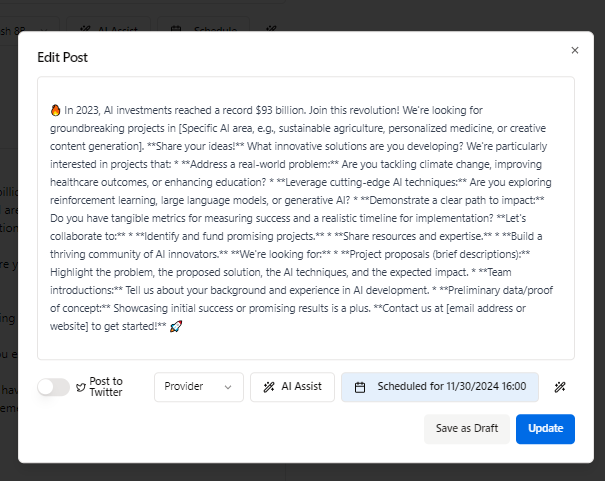 sh 8B
AI Assist
Schedule
Edit Post
×
🔥 In 2023, AI investments reached a record $93 billion. Join this revolution! We're looking for
groundbreaking projects in [Specific AI area, e.g., sustainable agriculture, personalized medicine, or creative
content generation]. **Share your ideas!** What innovative solutions are you developing? We're particularly
interested in projects that: * **Address a real-world problem:** Are you tackling climate change, improving
healthcare outcomes, or enhancing education? * **Leverage cutting-edge AI techniques:** Are you exploring
reinforcement learning, large language models, or generative AI? * **Demonstrate a clear path to impact:**
Do you have tangible metrics for measuring success and a realistic timeline for implementation? **Let's
collaborate to:** * **Identify and fund promising projects.** * **Share resources and expertise.** * **Build a
thriving community of AI innovators.** **We're looking for:** * **Project proposals (brief descriptions):**
Highlight the problem, the proposed solution, the AI techniques, and the expected impact. * **Team
introductions:** Tell us about your background and experience in AI development. * **Preliminary data/proof
of concept:** Showcasing initial success or promising results is a plus. **Contact us at [email address or
website] to get started!** 🚀
Post to
Twitter
Provider
AI Assist
Scheduled for 11/30/2024 16:00
Save as Draft
Update